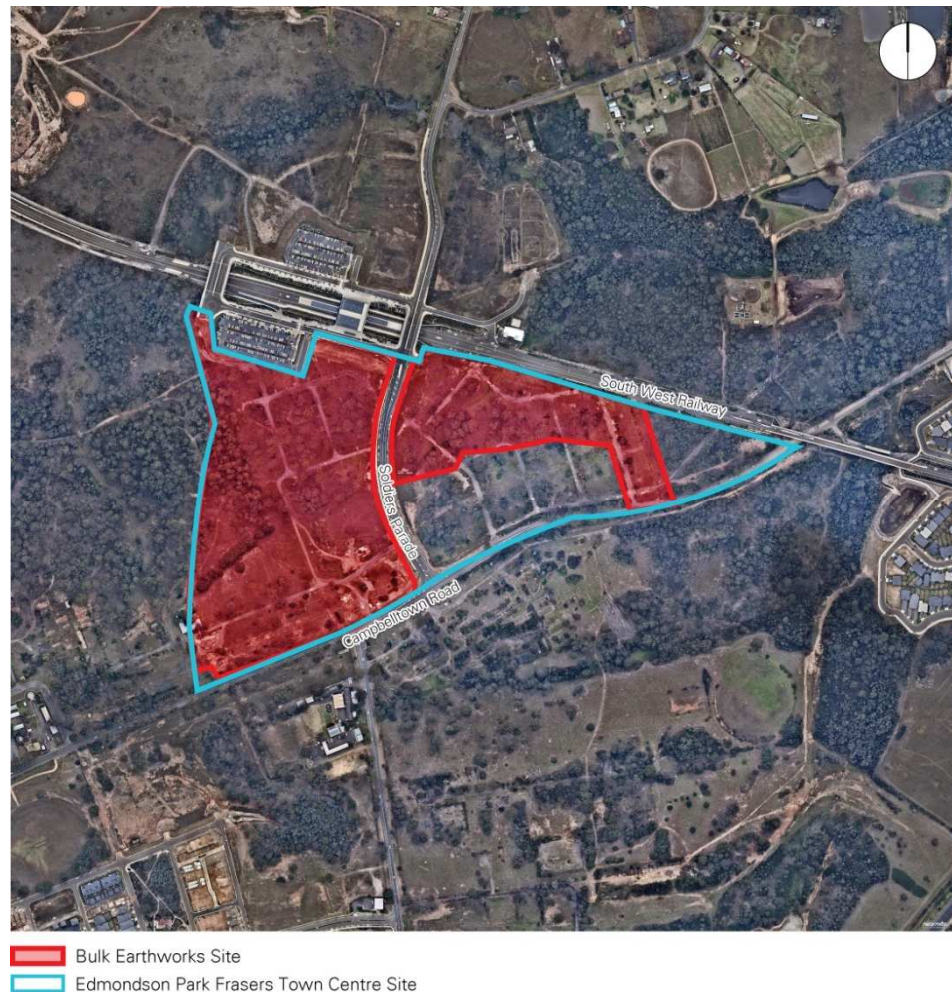 South West Railway
Soldiers Parade
Campbelltown Road
Bulk Earthworks Site
Edmondson Park Frasers Town Centre Site